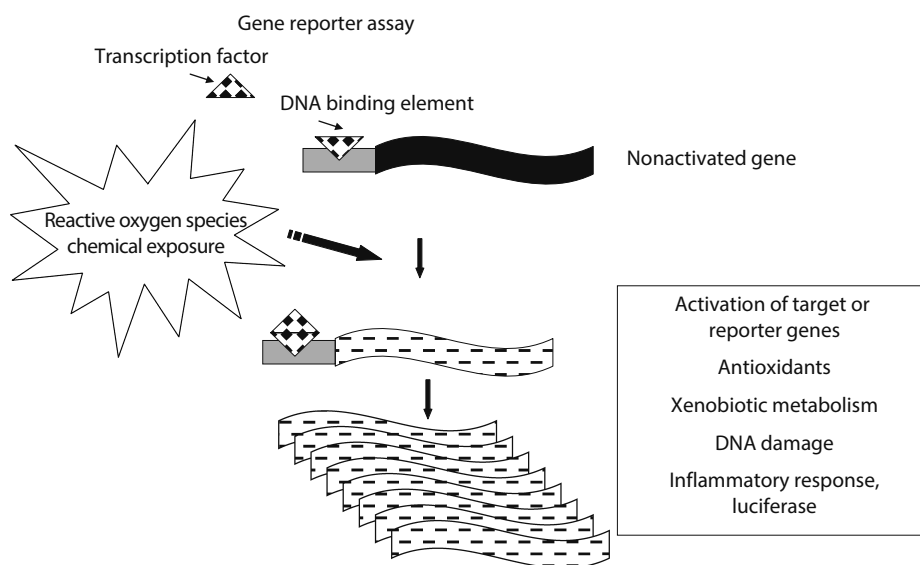 Gene reporter assay
Transcription factor
DNA binding element
Nonactivated gene
Reactive oxygen species
chemical exposure
Activation of target or
reporter genes
Antioxidants
Xenobiotic metabolism
DNA damage
Inflammatory response,
luciferase